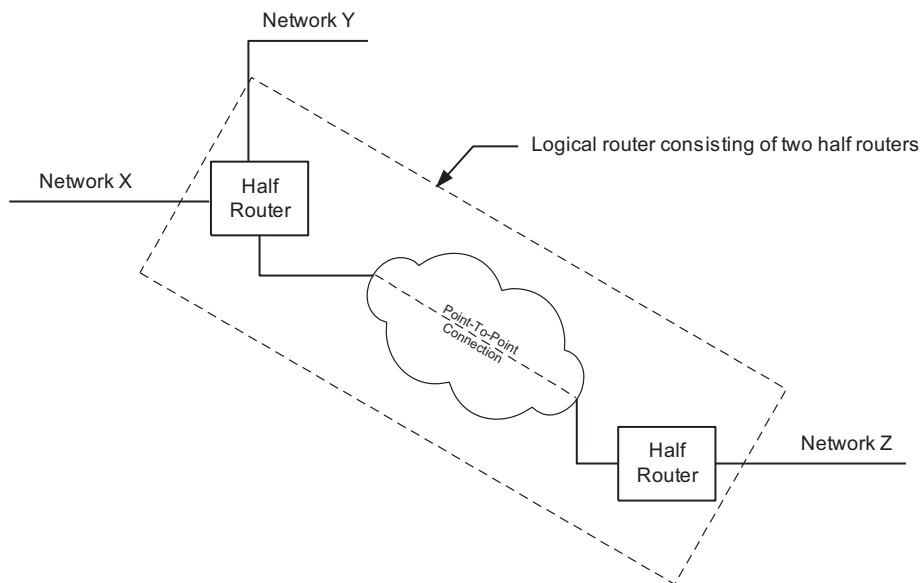 Network Y
Logical router consisting of two half routers
Network X
Half
Router
Point-To-Point
Connection
Half
Router
Network Z